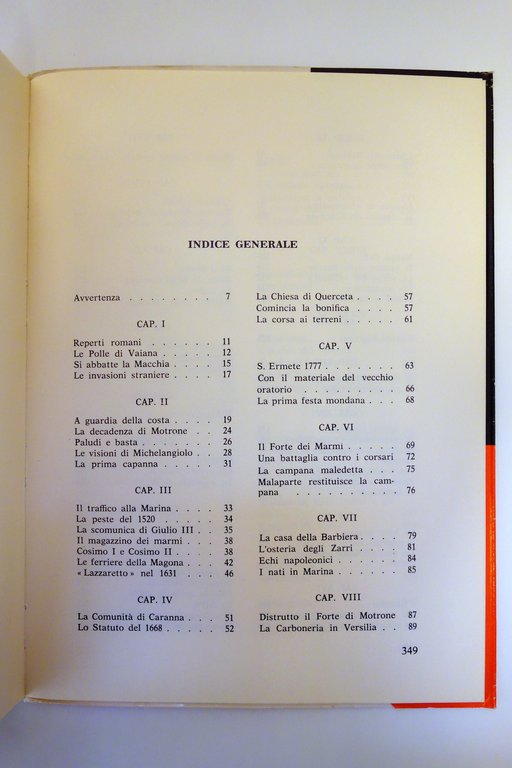 INDICE GENERALE
Avvertenza . . . . . . . . 7
CAP. I
Reperti romani . . . . . . 11
Le Polle di Vaiana . . . . . 12
Si abbatte la Macchia . . . . 15
Le invasioni straniere . . . . 17
CAP. II
A guardia della costa . . . . 19
La decadenza di Motrone . . . 24
Paludi e basta . . . . . . . 26
Le visioni di Michelangiolo . . 28
La prima capanna . . . . . 31
CAP. III
Il traffico alla Marina . . . . 33
La peste del 1520 . . . . . 34
La scomunica di Giulio III . . 35
Il magazzino dei marmi . . . 38
Cosimo I e Cosimo II . . . . 38
Le ferriere della Magona . . . 42
« Lazzaretto » nel 1631 . . . . 46
CAP. IV
La Comunità di Caranna . . . 51
Lo Statuto del 1668 . . . . . 52
La Chiesa di Querceta . . . . 57
Comincia la bonifica . . . . 57
La corsa ai terreni . . . . . 61
CAP. V
S. Ermete 1777 . . . . . . . 63
Con il materiale del vecchio
oratorio . . . . . . . . . 66
La prima festa mondana . . . 68
CAP. VI
Il Forte dei Marmi . . . . . 69
Una battaglia contro i corsari 72
La campana maledetta . . . 75
Malaparte restituisce la cam-
pana . . . . . . . . . . 76
CAP. VII
La casa della Barbiera . . . . 79
L'osteria degli Zarri . . . . . 81
Echi napoleonici . . . . . . 84
I nati in Marina . . . . . . 85
CAP. VIII
Distrutto il Forte di Motrone 87
La Carboneria in Versilia . . 89
349